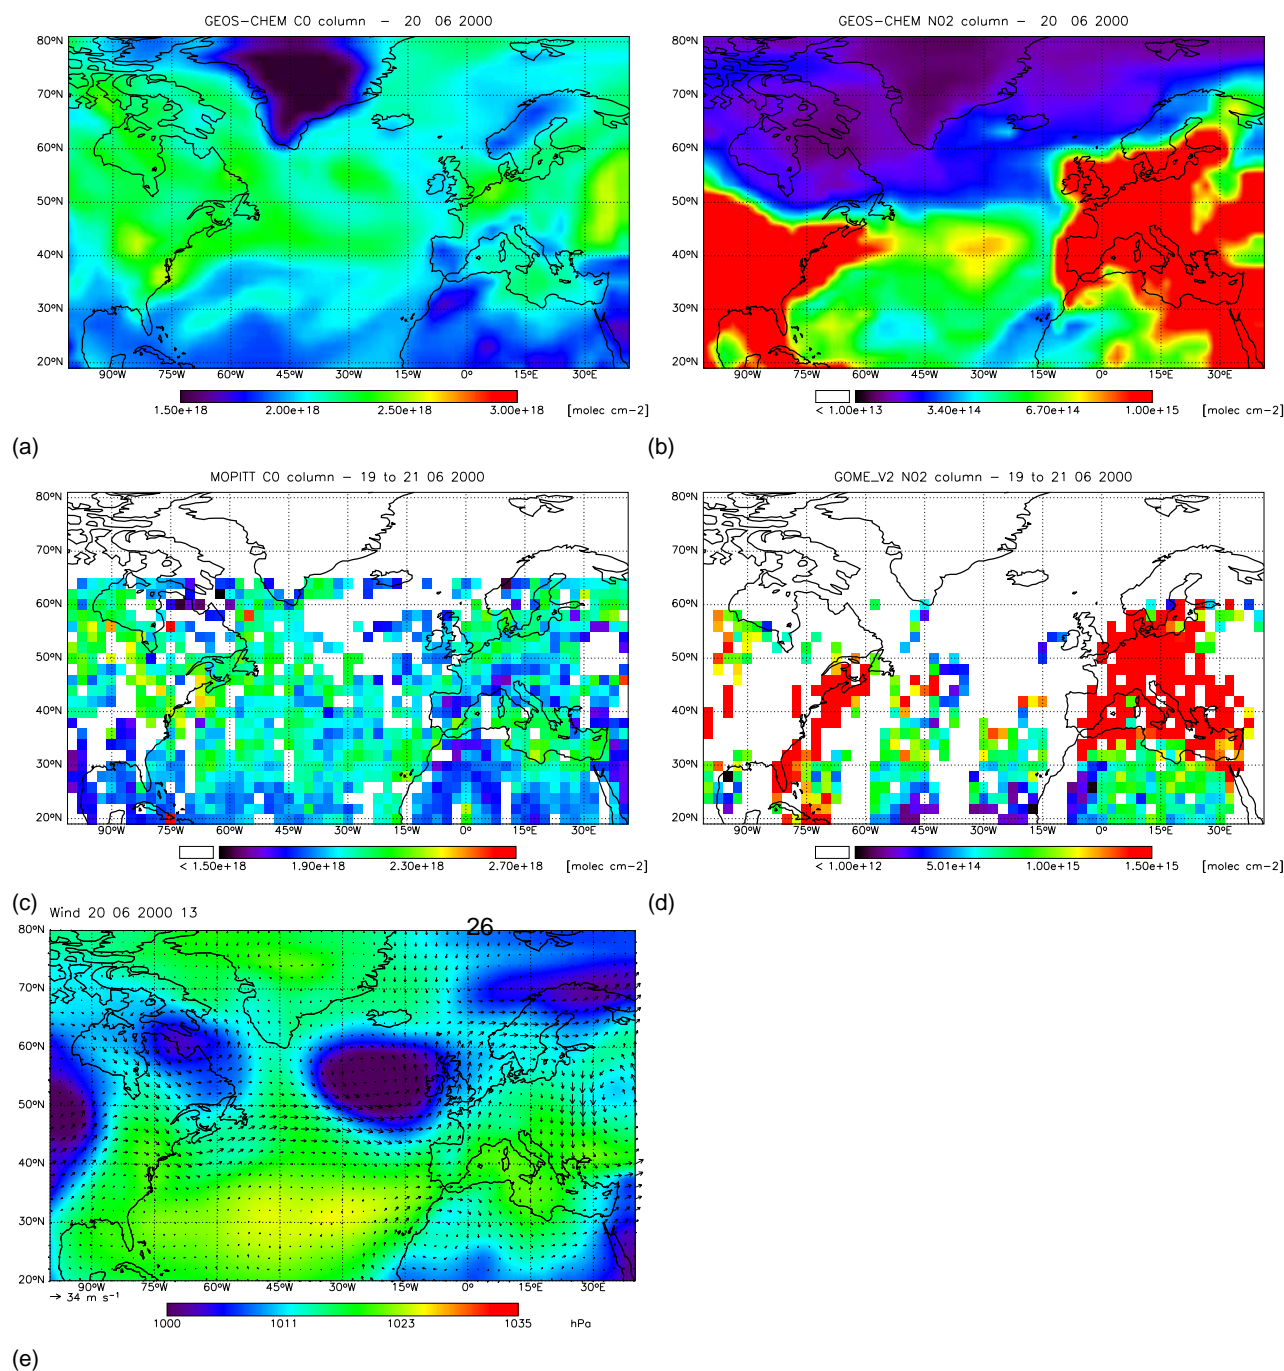 GEOS-CHEM CO column - 20 06 2000
80ºN
70ºN
60ºN
50ºN
40ºN
30ºN
20ºN
90ºW 75ºW 60ºW 45ºW 30ºW 15ºW 0º 15ºE 30ºE
1.50e+18 2.00e+18 2.50e+18 3.00e+18 [molec cm-2]
(a)
GEOS-CHEM NO2 column - 20 06 2000
80ºN
70ºN
60ºN
50ºN
40ºN
30ºN
20ºN
90ºW 75ºW 60ºW 45ºW 30ºW 15ºW 0º 15ºE 30ºE
< 1.00e+13 3.40e+14 6.70e+14 1.00e+15 [molec cm-2]
(b)
MOPITT CO column - 19 to 21 06 2000
80ºN
70ºN
60ºN
50ºN
40ºN
30ºN
20ºN
90ºW 75ºW 60ºW 45ºW 30ºW 15ºW 0º 15ºE 30ºE
< 1.50e+18 1.90e+18 2.30e+18 2.70e+18 [molec cm-2]
(c)
GOME_V2 NO2 column - 19 to 21 06 2000
80ºN
70ºN
60ºN
50ºN
40ºN
30ºN
20ºN
90ºW 75ºW 60ºW 45ºW 30ºW 15ºW 0º 15ºE 30ºE
< 1.00e+12 5.01e+14 1.00e+15 1.50e+15 [molec cm-2]
(d)
Wind 20 06 2000 13
26
80ºN
70ºN
60ºN
50ºN
40ºN
30ºN
20ºN
90ºW 75ºW 60ºW 45ºW 30ºW 15ºW 0º 15ºE 30ºE
→ 34 m s⁻¹
1000 1011 1023 1035 hPa
(e)